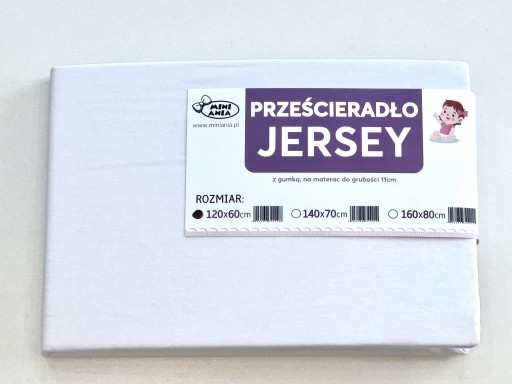 MINI
ANIA
www.miniania.pl
PRZEŚCIERADŁO
JERSEY
z gumką, na materac do grubości 11cm
ROZMIAR:
120x60cm 140x70cm 160x80cm